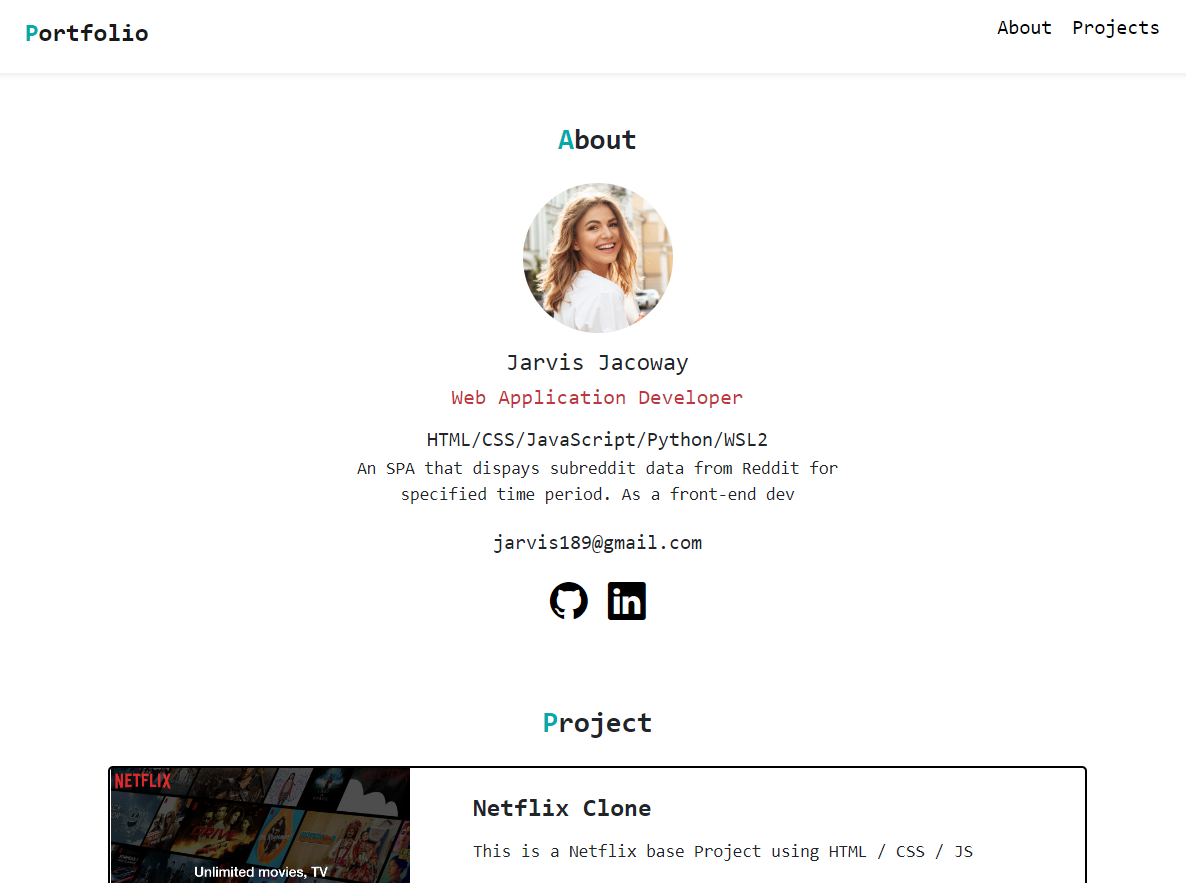 Portfolio
About Projects
About
Jarvis Jacoway
Web Application Developer
HTML/CSS/JavaScript/Python/WSL2
An SPA that dispays subreddit data from Reddit for
specified time period. As a front-end dev
jarvis189@gmail.com
in
Project
NETFLIX
DRIVE
Unlimited movies, TV
Netflix Clone
This is a Netflix base Project using HTML / CSS / JS